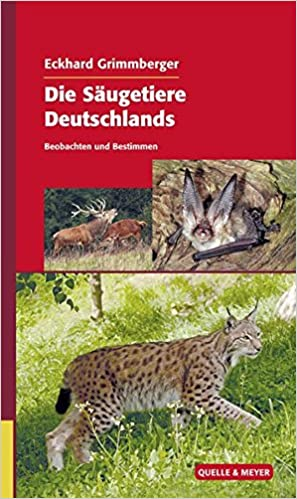 Eckhard Grimmberger
Die Säugetiere
Deutschlands
Beobachten und Bestimmen
QUELLE & MEYER